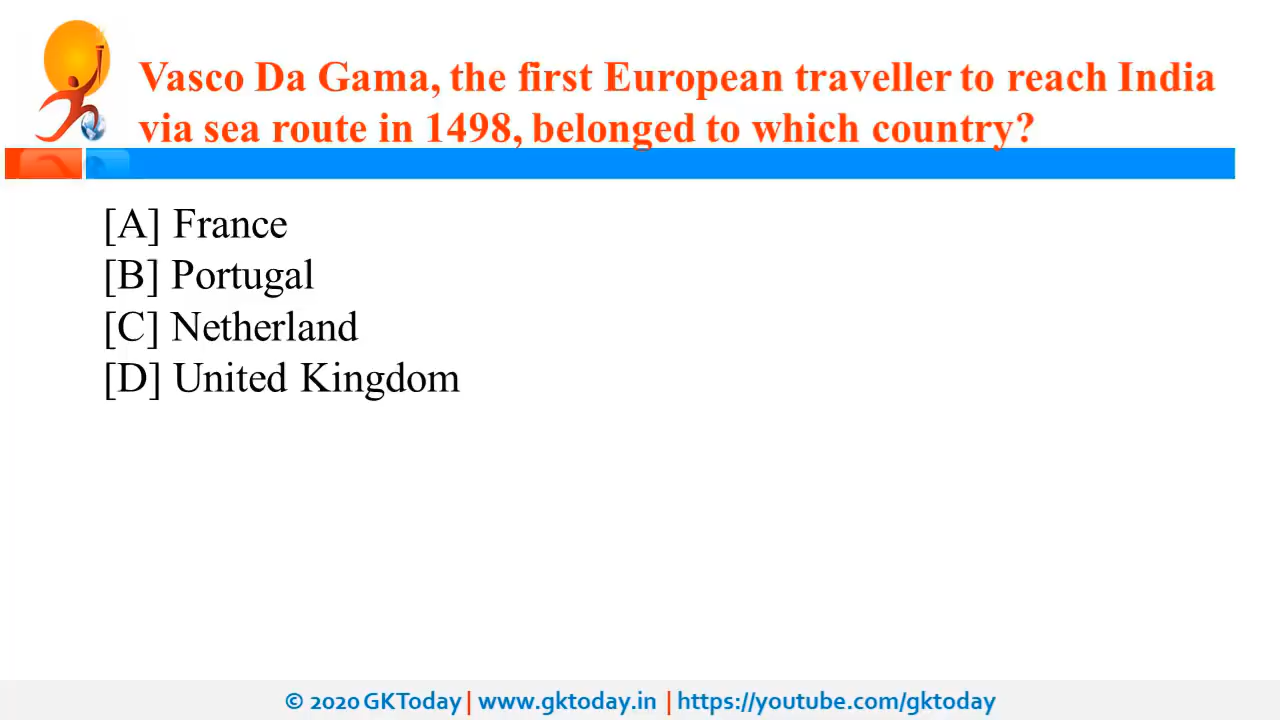 Vasco Da Gama, the first European traveller to reach India
via sea route in 1498, belonged to which country?
[A] France
[B] Portugal
[C] Netherland
[D] United Kingdom
© 2020 GKToday | www.gktoday.in | https://youtube.com/gktoday